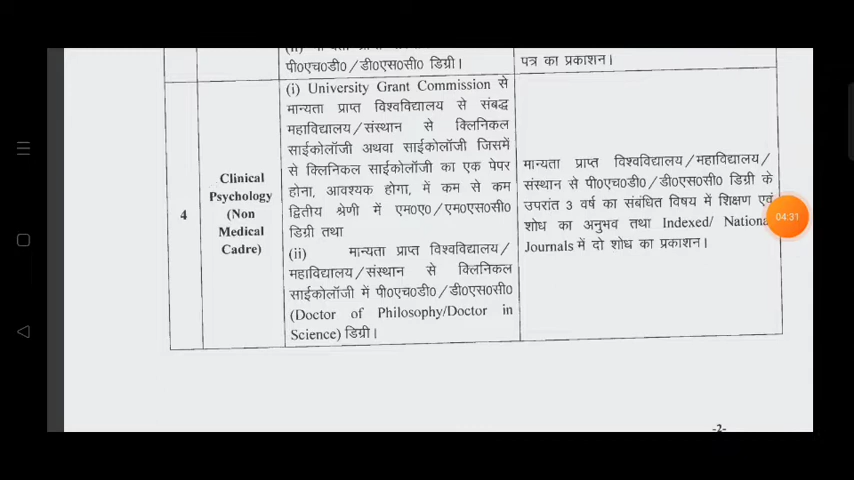 पी0एच0डी0/डी0एस0सी0 डिग्री।
पत्र का प्रकाशन।
4
Clinical
Psychology
(Non
Medical
Cadre)
(i) University Grant Commission से
मान्यता प्राप्त विश्वविद्यालय से संबद्ध
महाविद्यालय/संस्थान से क्लिनिकल
साईकोलॉजी अथवा साईकोलॉजी जिसमें
से क्लिनिकल साईकोलॉजी का एक पेपर
होना, आवश्यक होगा, में कम से कम
द्वितीय श्रेणी में एम0ए0/एम0एस0सी0
डिग्री तथा
(ii) मान्यता प्राप्त विश्वविद्यालय/
महाविद्यालय/संस्थान से क्लिनिकल
साईकोलॉजी में पी0एच0डी0/डी0एस0सी0
(Doctor of Philosophy/Doctor in
Science) डिग्री।
मान्यता प्राप्त विश्वविद्यालय/महाविद्यालय/
संस्थान से पी0एच0डी0/डी0एस0सी0 डिग्री के
उपरांत 3 वर्ष का संबंधित विषय में शिक्षण एवं
शोध का अनुभव तथा Indexed/ National
Journals में दो शोध का प्रकाशन।
04:31
-2-